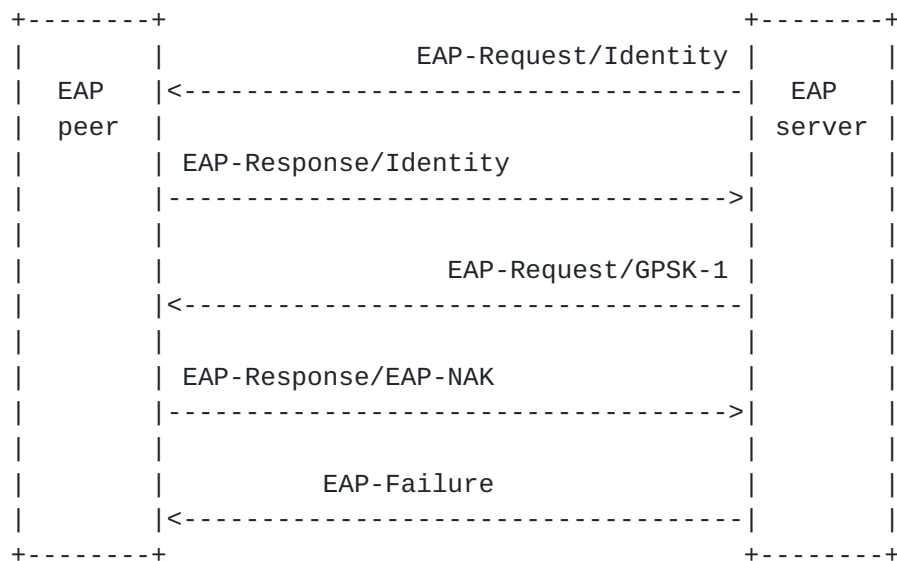 +--------+                                     +--------+
|        |                EAP-Request/Identity |        |
|  EAP   |<------------------------------------|  EAP   |
|  peer  |                                     | server |
|        | EAP-Response/Identity               |        |
|        |------------------------------------>|        |
|        |                                     |        |
|        |                  EAP-Request/GPSK-1 |        |
|        |<------------------------------------|        |
|        |                                     |        |
|        | EAP-Response/EAP-NAK                |        |
|        |------------------------------------>|        |
|        |                                     |        |
|        |          EAP-Failure                |        |
|        |<------------------------------------|        |
+--------+                                     +--------+